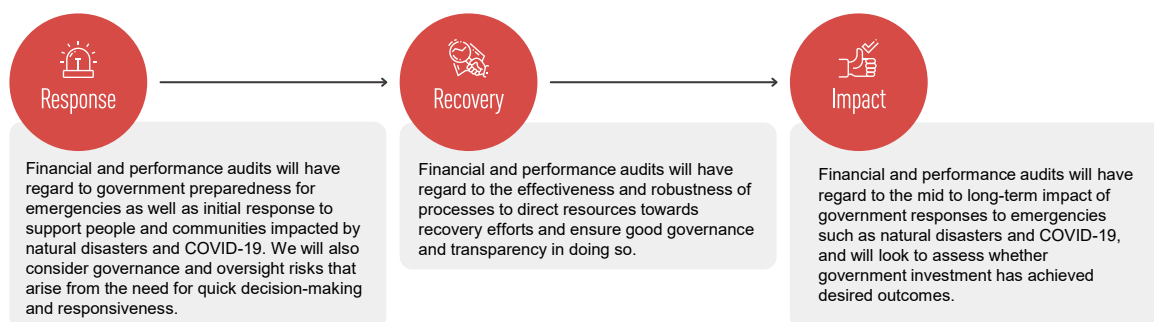 Response
Financial and performance audits will have
regard to government preparedness for
emergencies as well as initial response to
support people and communities impacted by
natural disasters and COVID-19. We will also
consider governance and oversight risks that
arise from the need for quick decision-making
and responsiveness.
Recovery
Financial and performance audits will have
regard to the effectiveness and robustness of
processes to direct resources towards
recovery efforts and ensure good governance
and transparency in doing so.
Impact
Financial and performance audits will have
regard to the mid to long-term impact of
government responses to emergencies
such as natural disasters and COVID-19,
and will look to assess whether
government investment has achieved
desired outcomes.